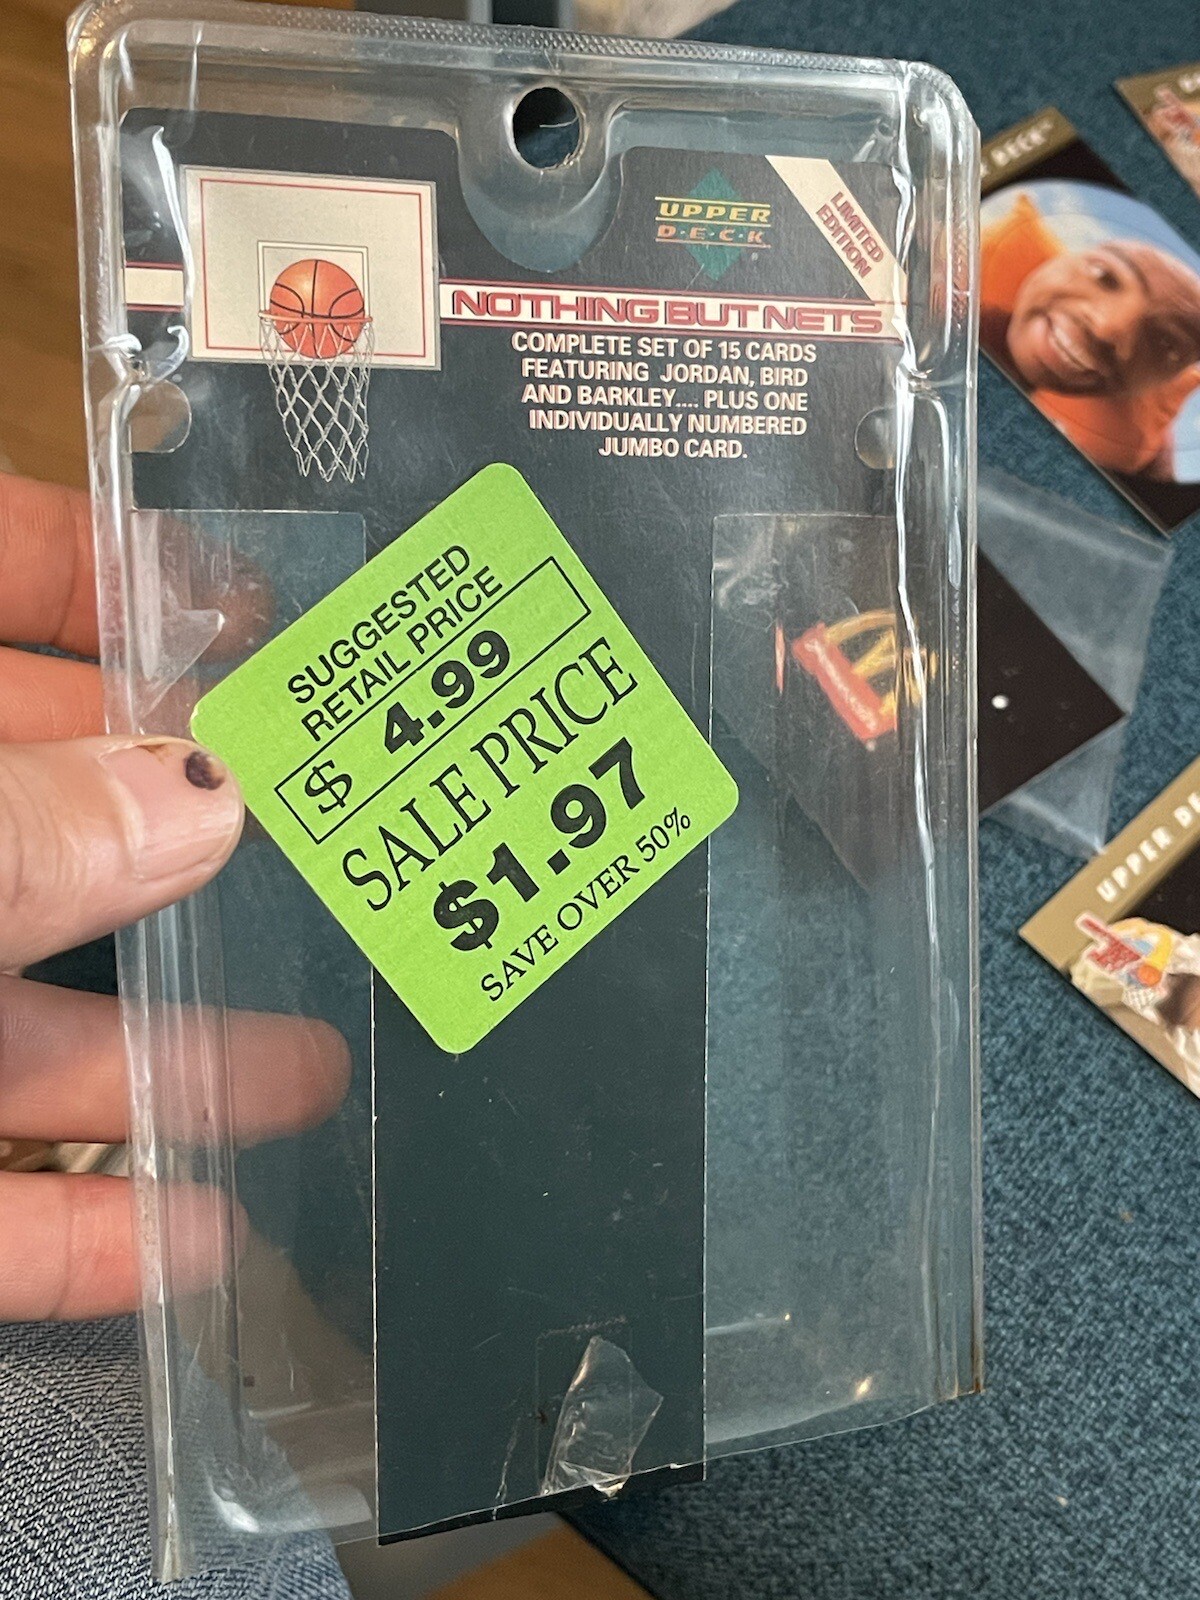 UPPER
D·E·C·K
LIMITED
EDITION
NOTHING BUT NETS
COMPLETE SET OF 15 CARDS
FEATURING JORDAN, BIRD
AND BARKLEY.... PLUS ONE
INDIVIDUALLY NUMBERED
JUMBO CARD.
SUGGESTED
RETAIL PRICE
$ 4.99
SALE PRICE
$1.97
SAVE OVER 50%
DECK
UPPER